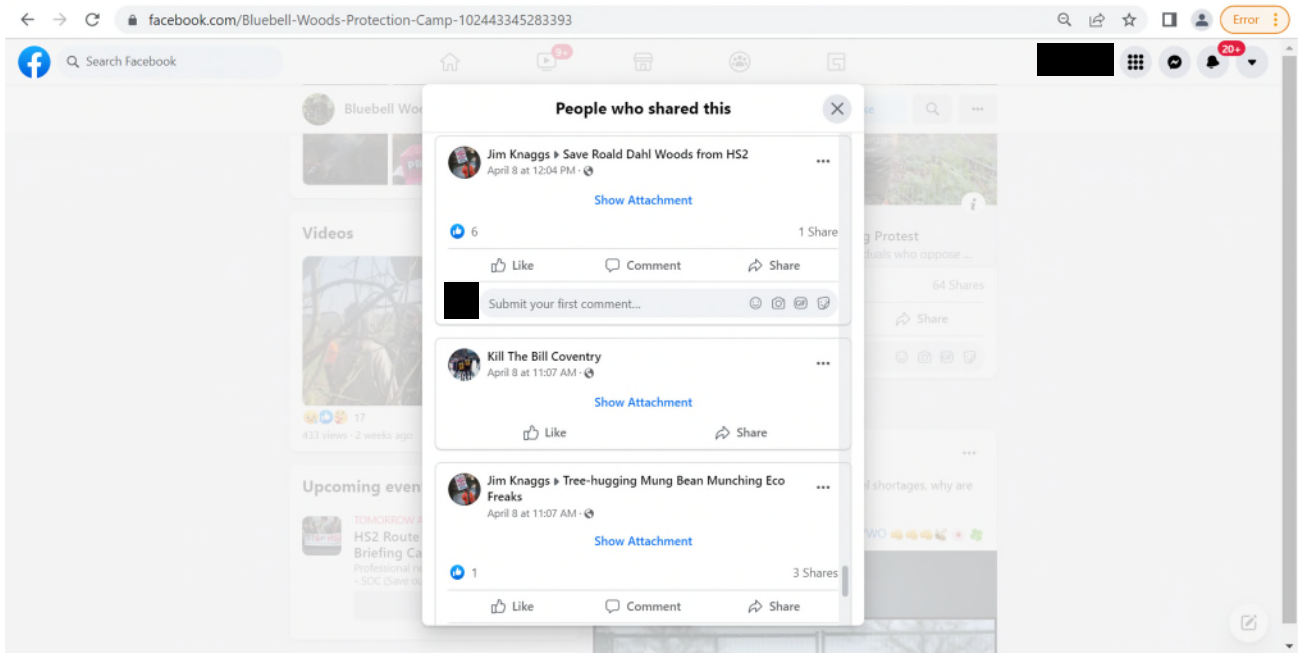 facebook.com/Bluebell-Woods-Protection-Camp-102443345283393
Error
Search Facebook
9+
20+
Bluebell Woo
People who shared this
Jim Knaggs ▸ Save Roald Dahl Woods from HS2
April 8 at 12:04 PM ·
Show Attachment
6
1 Share
Like
Comment
Share
Submit your first comment...
GIF
Kill The Bill Coventry
April 8 at 11:07 AM ·
Show Attachment
Like
Share
Jim Knaggs ▸ Tree-hugging Mung Bean Munching Eco
Freaks
April 8 at 11:07 AM ·
Show Attachment
1
3 Shares
Like
Comment
Share
Videos
17
433 views · 2 weeks ago
Upcoming even
TOMORROW A
HS2 Route
Briefing Ca
Professional
- SOC (Save ou
g Protest
duals who oppose ...
64 Shares
Share
l shortages, why are